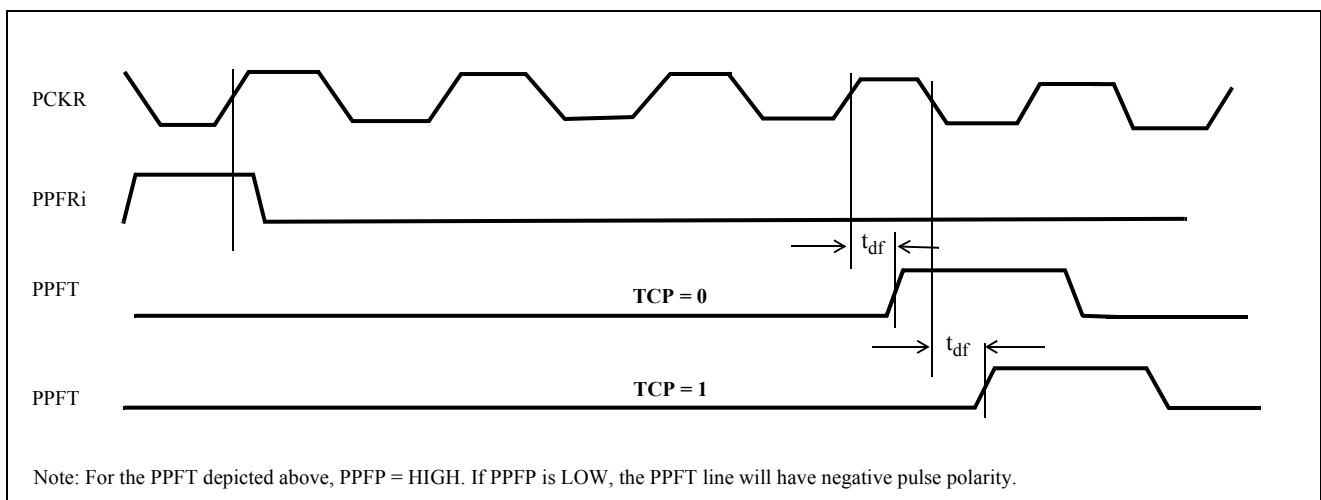 PCKR
PPFRi
tdf
PPFT
TCP = 0
tdf
PPFT
TCP = 1
Note: For the PPFT depicted above, PPFP = HIGH. If PPFP is LOW, the PPFT line will have negative pulse polarity.